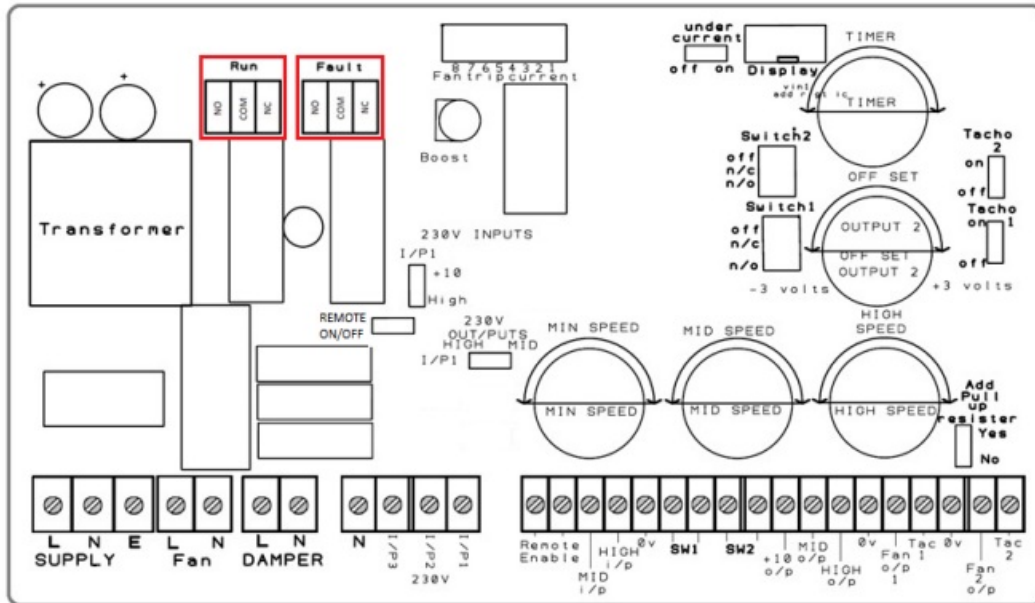 Run
NO
COM
NC
Fault
NO
COM
NC
+
+
Transformer
8 7 6 5 4 3 2 1
Fantripcurrent
Boost
under
current
off on
Display
vin1
TIMER
TIMER
OFF SET
Switch2
off
n/c
n/o
Switch1
off
n/c
n/o
Tacho
2
on
off
Tacho
1
on
off
OUTPUT 2
OFF SET
OUTPUT 2
-3 volts
+3 volts
230V INPUTS
I/P1
+10
High
REMOTE
ON/OFF
230V
OUT/PUTS
HIGH MID
I/P1
MIN SPEED
MIN SPEED
MID SPEED
MID SPEED
HIGH
SPEED
HIGH SPEED
Add
Pull
up
resister
Yes
No
L N E
SUPPLY
L N
Fan
L N
DAMPER
N
I/P3
I/P2
I/P1
230V
Remote
Enable
MID
i/p
HIGH
i/p
0v
SW1
SW2
+10
o/p
MID
o/p
HIGH
o/p
0v
Fan
o/p
1
Tac
1
0v
Fan
2
o/p
Tac
2